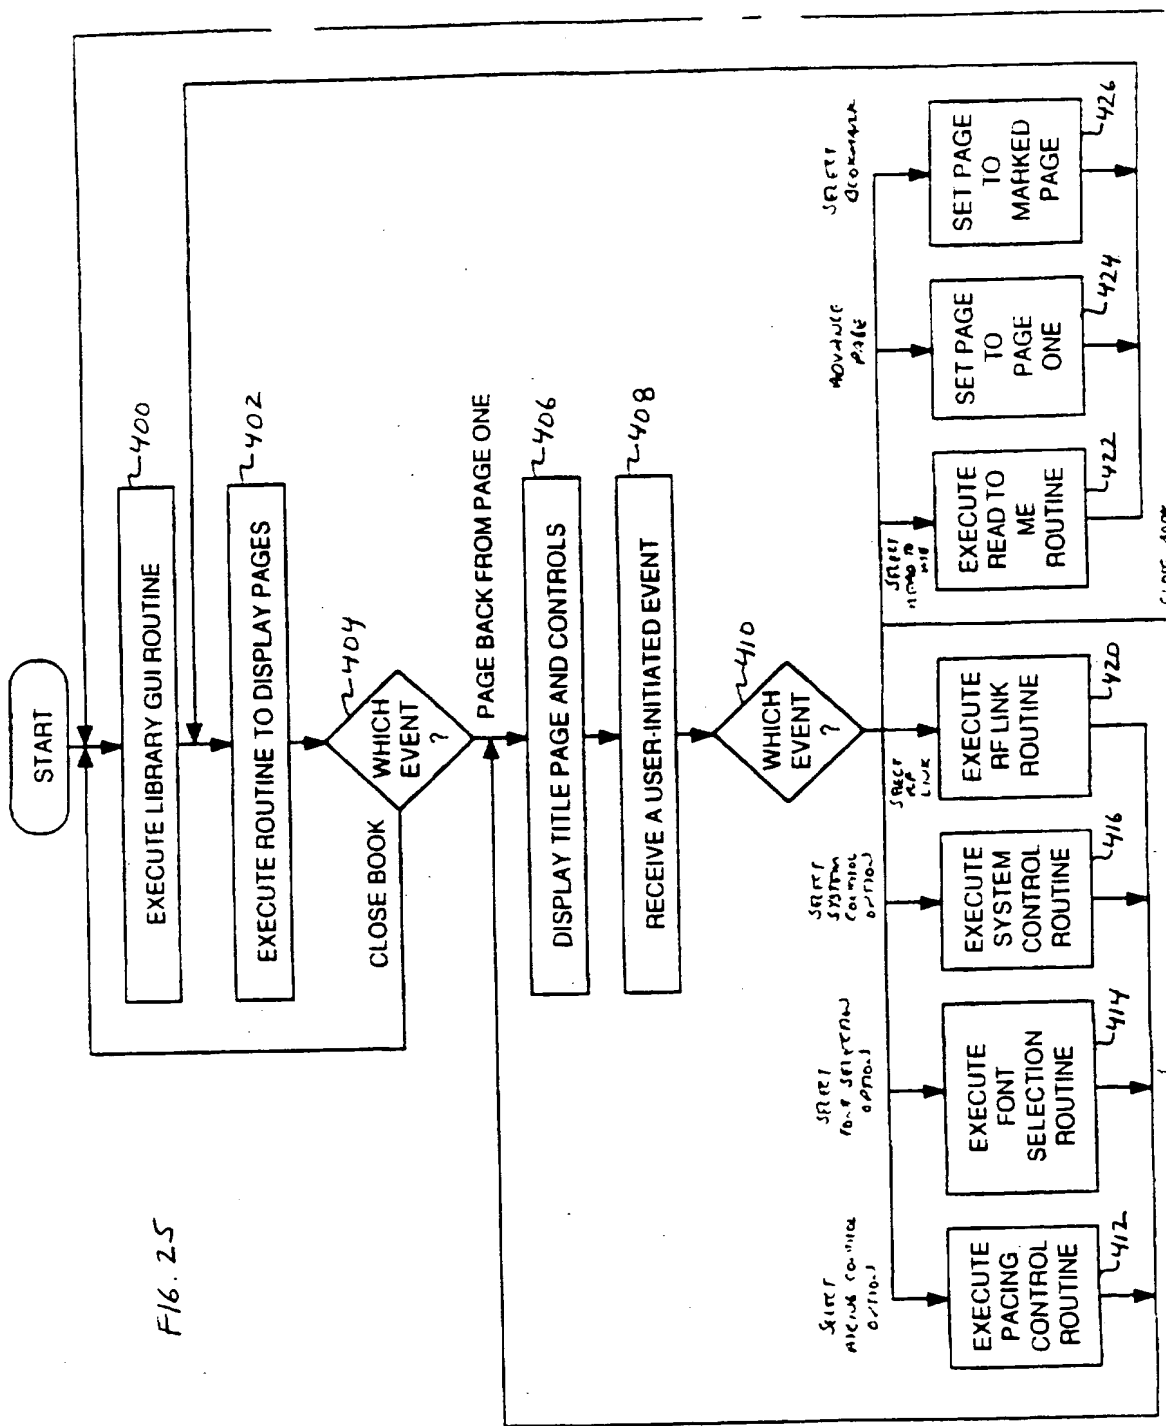 FIG. 25
START
EXECUTE LIBRARY GUI ROUTINE
400
EXECUTE ROUTINE TO DISPLAY PAGES
402
WHICH
EVENT
?
404
CLOSE BOOK
PAGE BACK FROM PAGE ONE
DISPLAY TITLE PAGE AND CONTROLS
406
RECEIVE A USER-INITIATED EVENT
408
WHICH
EVENT
?
410
SELECT
PACING CONTROL
OPTION
EXECUTE
PACING
CONTROL
ROUTINE
412
SELECT
FONT SELECTION
OPTION
EXECUTE
FONT
SELECTION
ROUTINE
414
SELECT
SYSTEM
CONTROL
OPTION
EXECUTE
SYSTEM
CONTROL
ROUTINE
416
SELECT
RF
LINK
EXECUTE
RF LINK
ROUTINE
420
SELECT
READ TO
ME
EXECUTE
READ TO
ME
ROUTINE
422
ADVANCE
PAGE
SET PAGE
TO
PAGE
ONE
424
SELECT
BOOKMARK
SET PAGE
TO
MARKED
PAGE
426